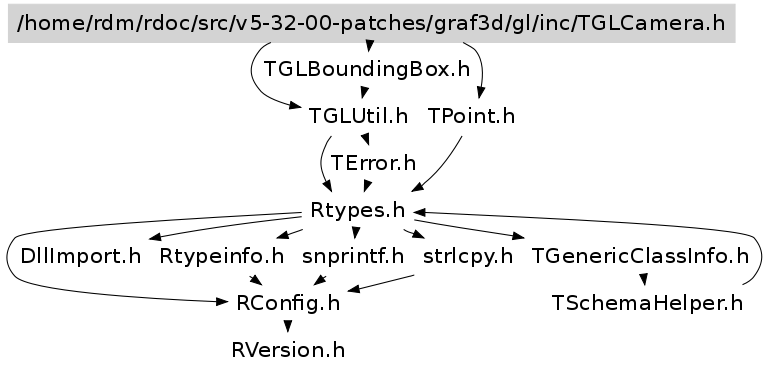 /home/rdm/rdoc/src/v5-32-00-patches/graf3d/gl/inc/TGLCamera.h
TGLBoundingBox.h
TGLUtil.h TPoint.h
TError.h
Rtypes.h
DllImport.h Rtypeinfo.h snprintf.h strlcpy.h TGenericClassInfo.h
RConfig.h TSchemaHelper.h
RVersion.h